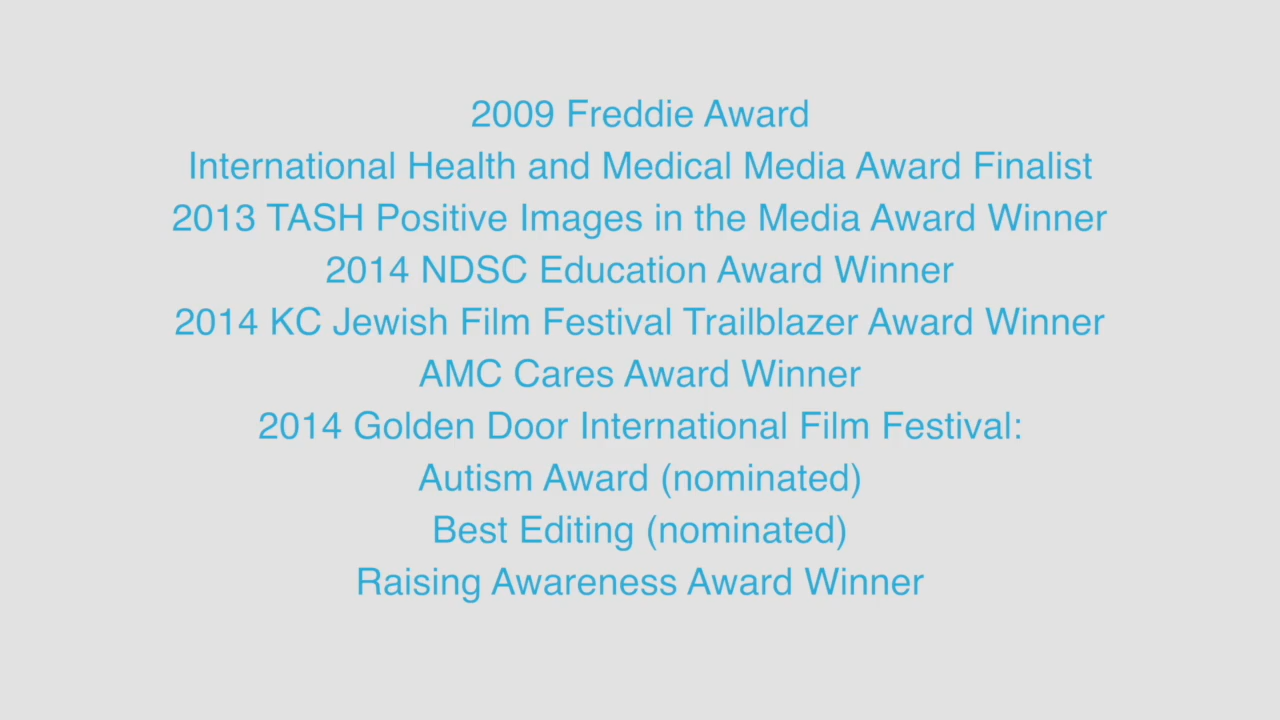 2009 Freddie Award
International Health and Medical Media Award Finalist
2013 TASH Positive Images in the Media Award Winner
2014 NDSC Education Award Winner
2014 KC Jewish Film Festival Trailblazer Award Winner
AMC Cares Award Winner
2014 Golden Door International Film Festival:
Autism Award (nominated)
Best Editing (nominated)
Raising Awareness Award Winner